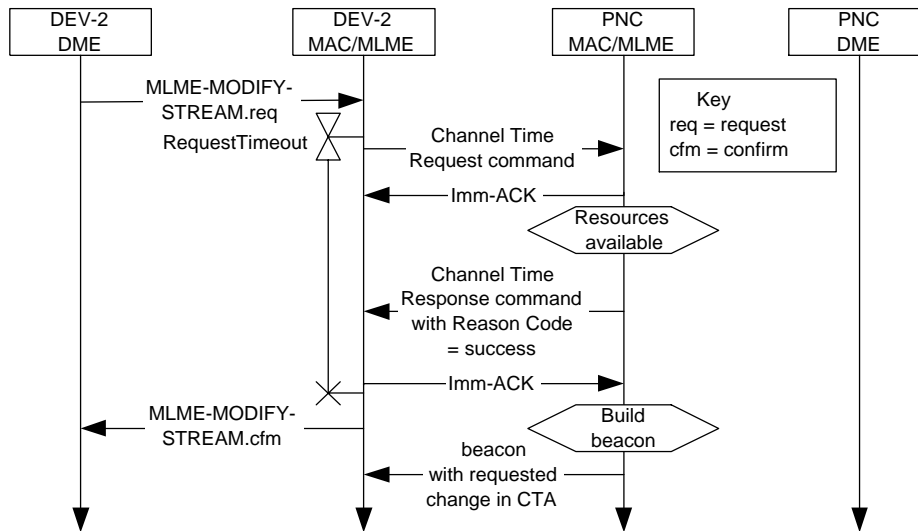 DEV-2
DME
DEV-2
MAC/MLME
PNC
MAC/MLME
PNC
DME
MLME-MODIFY-
STREAM.req
RequestTimeout
Channel Time
Request command
Key
req = request
cfm = confirm
Imm-ACK
Resources
available
Channel Time
Response command
with Reason Code
= success
Imm-ACK
MLME-MODIFY-
STREAM.cfm
Build
beacon
beacon
with requested
change in CTA